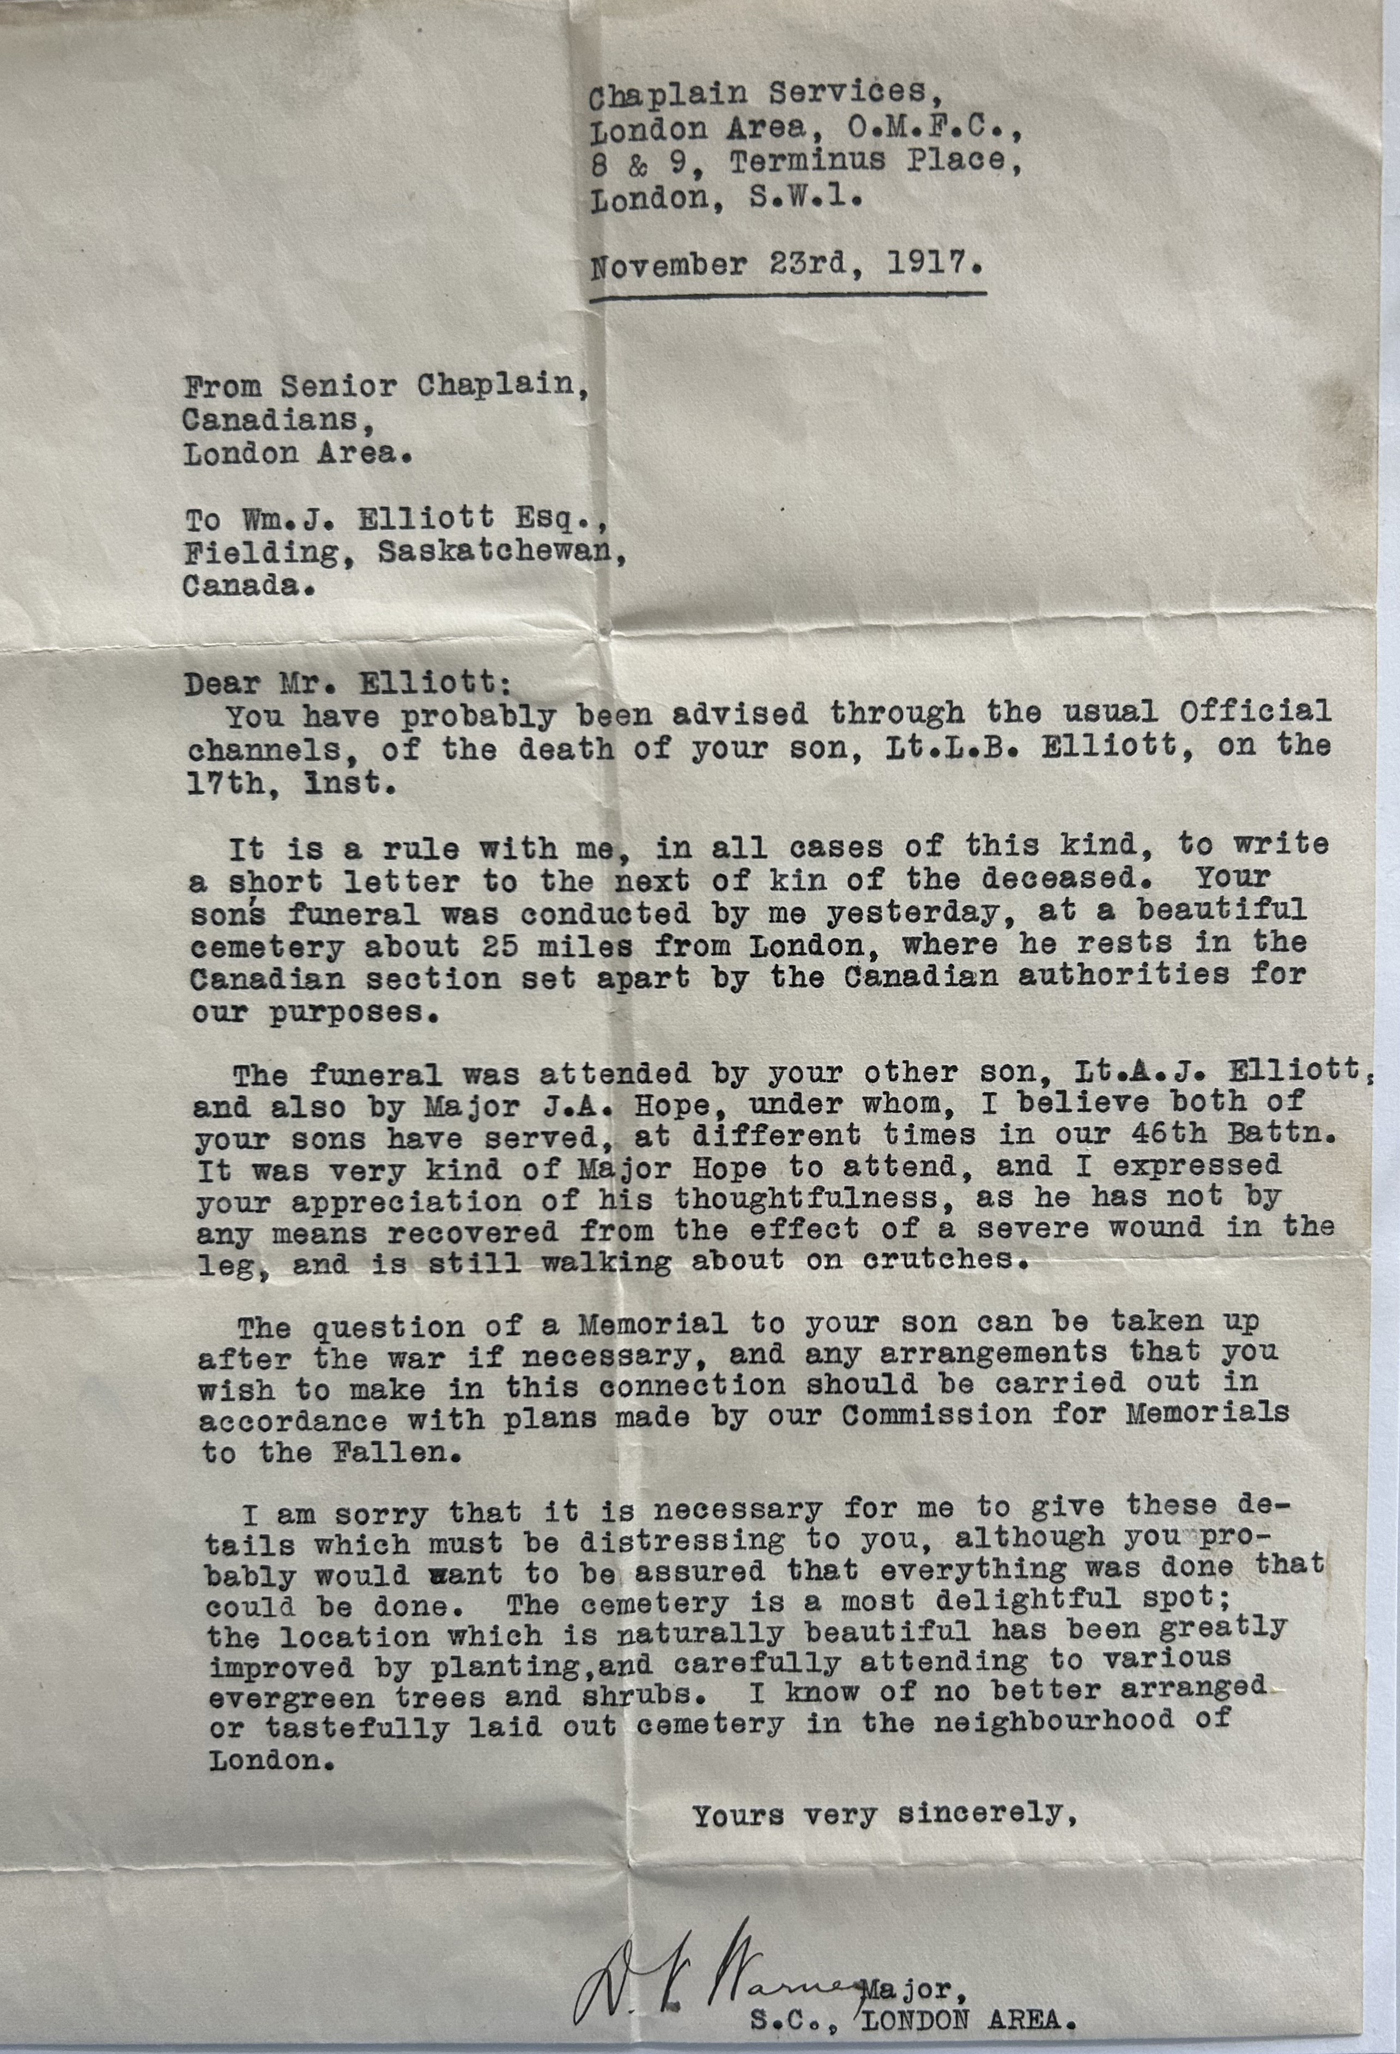 Chaplain Services,
London Area, O.M.F.C.,
8 & 9, Terminus Place,
London, S.W.1.
November 23rd, 1917.
From Senior Chaplain,
Canadians,
London Area.
To Wm.J. Elliott Esq.,
Fielding, Saskatchewan,
Canada.
Dear Mr. Elliott:
You have probably been advised through the usual Official
channels, of the death of your son, Lt.L.B. Elliott, on the
17th, Inst.
It is a rule with me, in all cases of this kind, to write
a short letter to the next of kin of the deceased. Your
son's funeral was conducted by me yesterday, at a beautiful
cemetery about 25 miles from London, where he rests in the
Canadian section set apart by the Canadian authorities for
our purposes.
The funeral was attended by your other son, Lt.A.J. Elliott,
and also by Major J.A. Hope, under whom, I believe both of
your sons have served, at different times in our 46th Battn.
It was very kind of Major Hope to attend, and I expressed
your appreciation of his thoughtfulness, as he has not by
any means recovered from the effect of a severe wound in the
leg, and is still walking about on crutches.
The question of a Memorial to your son can be taken up
after the war if necessary, and any arrangements that you
wish to make in this connection should be carried out in
accordance with plans made by our Commission for Memorials
to the Fallen.
I am sorry that it is necessary for me to give these de-
tails which must be distressing to you, although you pro-
bably would want to be assured that everything was done that
could be done. The cemetery is a most delightful spot;
the location which is naturally beautiful has been greatly
improved by planting,and carefully attending to various
evergreen trees and shrubs. I know of no better arranged
or tastefully laid out cemetery in the neighbourhood of
London.
Yours very sincerely,
D. V. Warner Major,
S.C., LONDON AREA.